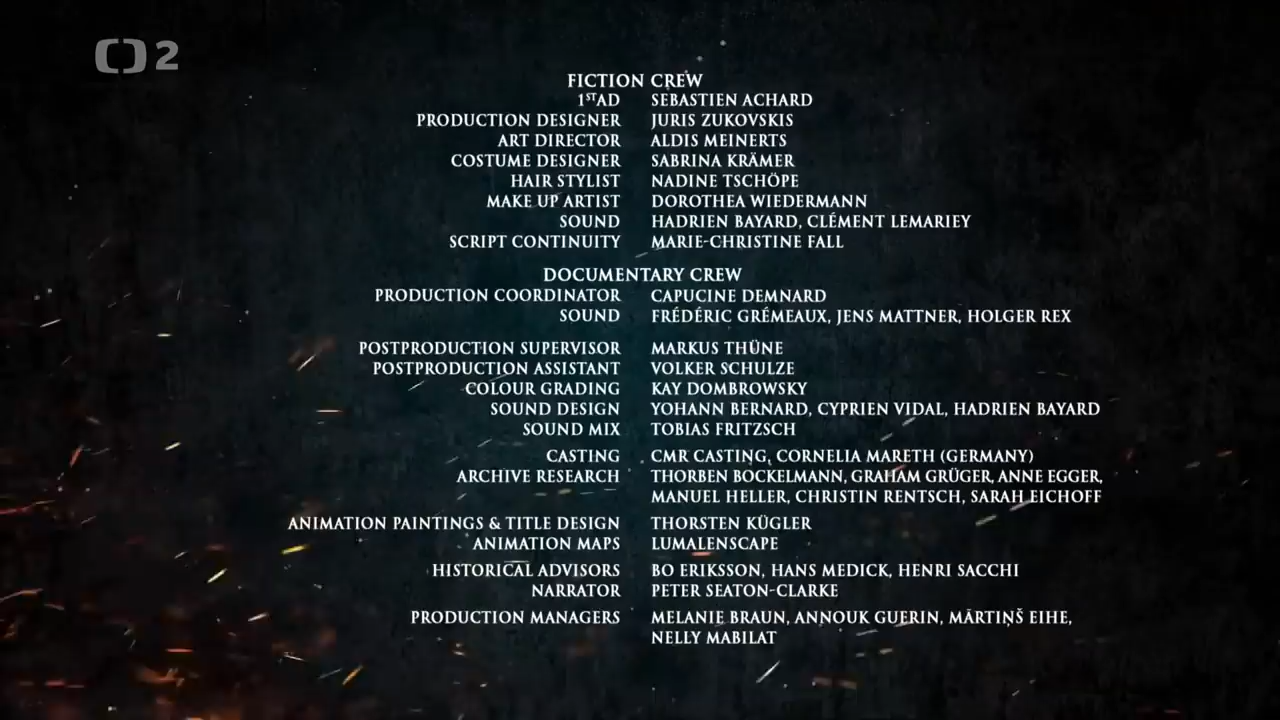 2
FICTION CREW
1STAD SEBASTIEN ACHARD
PRODUCTION DESIGNER JURIS ZUKOVSKIS
ART DIRECTOR ALDIS MEINERTS
COSTUME DESIGNER SABRINA KRÄMER
HAIR STYLIST NADINE TSCHÖPE
MAKE UP ARTIST DOROTHEA WIEDERMANN
SOUND HADRIEN BAYARD, CLÉMENT LEMARIEY
SCRIPT CONTINUITY MARIE-CHRISTINE FALL
DOCUMENTARY CREW
PRODUCTION COORDINATOR CAPUCINE DEMNARD
SOUND FRÉDÉRIC GRÉMEAUX, JENS MATTNER, HOLGER REX
POSTPRODUCTION SUPERVISOR MARKUS THÜNE
POSTPRODUCTION ASSISTANT VOLKER SCHULZE
COLOUR GRADING KAY DOMBROWSKY
SOUND DESIGN YOHANN BERNARD, CYPRIEN VIDAL, HADRIEN BAYARD
SOUND MIX TOBIAS FRITZSCH
CASTING CMR CASTING, CORNELIA MARETH (GERMANY)
ARCHIVE RESEARCH THORBEN BOCKELMANN, GRAHAM GRÜGER, ANNE EGGER,
MANUEL HELLER, CHRISTIN RENTSCH, SARAH EICHOFF
ANIMATION PAINTINGS & TITLE DESIGN THORSTEN KÜGLER
ANIMATION MAPS LUMALENSCAPE
HISTORICAL ADVISORS BO ERIKSSON, HANS MEDICK, HENRI SACCHI
NARRATOR PETER SEATON-CLARKE
PRODUCTION MANAGERS MELANIE BRAUN, ANNOUK GUERIN, MĀRTIŅŠ EIHE,
NELLY MABILAT